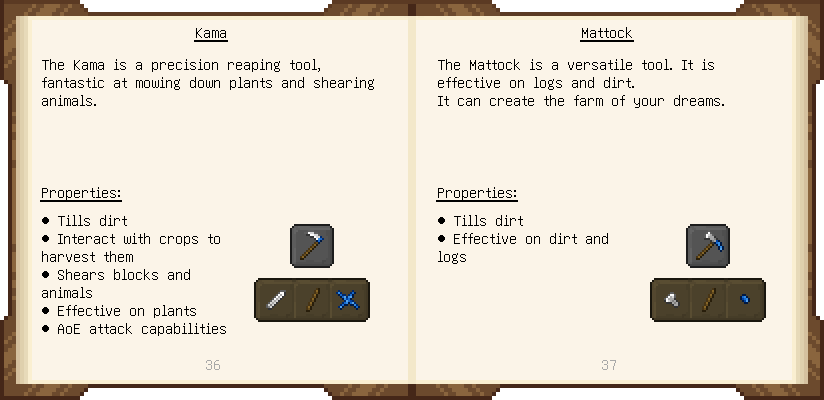 Kama
The Kama is a precision reaping tool,
fantastic at mowing down plants and shearing
animals.
Properties:
● Tills dirt
● Interact with crops to
harvest them
● Shears blocks and
animals
● Effective on plants
● AoE attack capabilities
36
Mattock
The Mattock is a versatile tool. It is
effective on logs and dirt.
It can create the farm of your dreams.
Properties:
● Tills dirt
● Effective on dirt and
logs
37